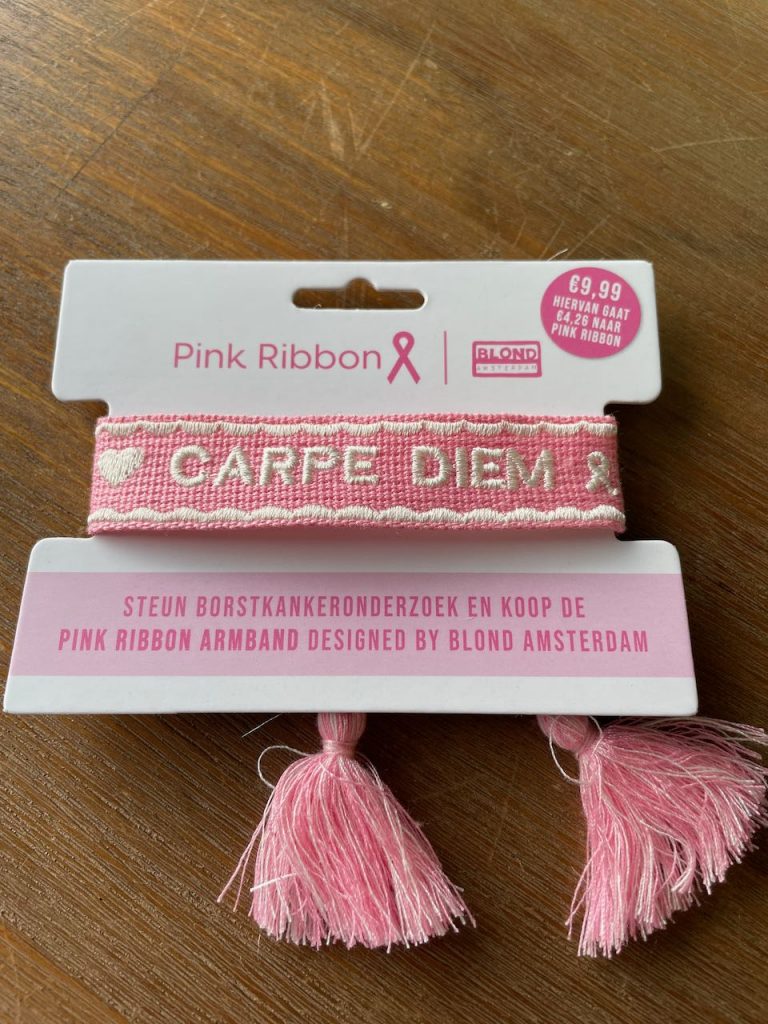 €9,99
HIERVAN GAAT
€4,26 NAAR
PINK RIBBON
Pink Ribbon
BLOND
AMSTERDAM
CARPE DIEM
STEUN BORSTKANKERONDERZOEK EN KOOP DE
PINK RIBBON ARMBAND DESIGNED BY BLOND AMSTERDAM